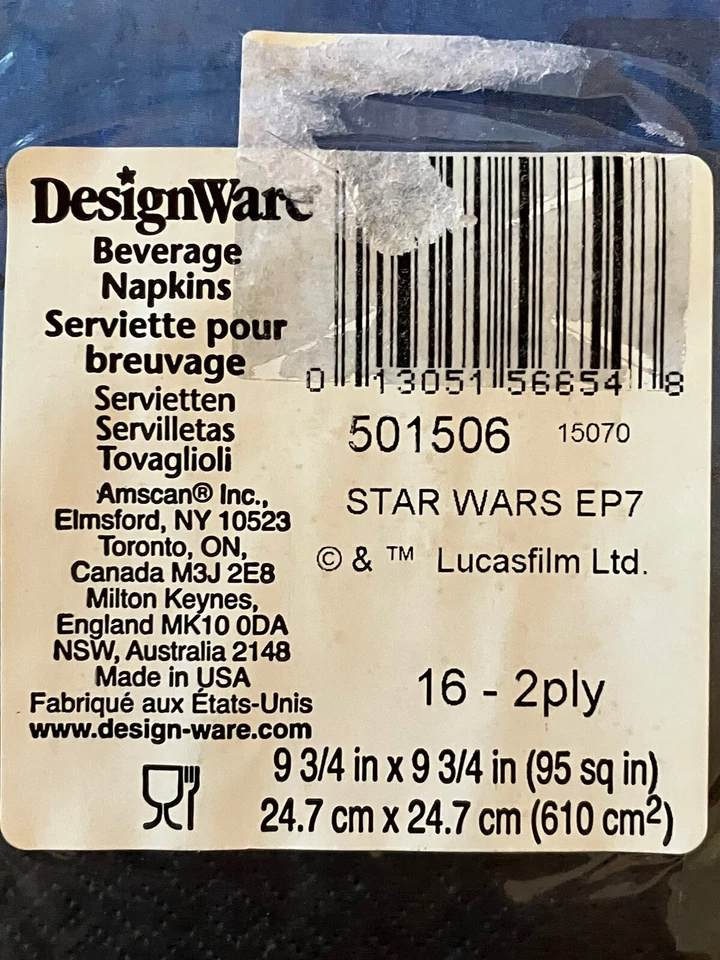 DesignWare
Beverage
Napkins
Serviette pour
breuvage
Servietten
Servilletas
Tovaglioli
Amscan® Inc.,
Elmsford, NY 10523
Toronto, ON,
Canada M3J 2E8
Milton Keynes,
England MK10 0DA
NSW, Australia 2148
Made in USA
Fabriqué aux États-Unis
www.design-ware.com
0 13051 56654 8
501506 15070
STAR WARS EP7
© & ™ Lucasfilm Ltd.
16 - 2ply
9 3/4 in x 9 3/4 in (95 sq in)
24.7 cm x 24.7 cm (610 cm²)